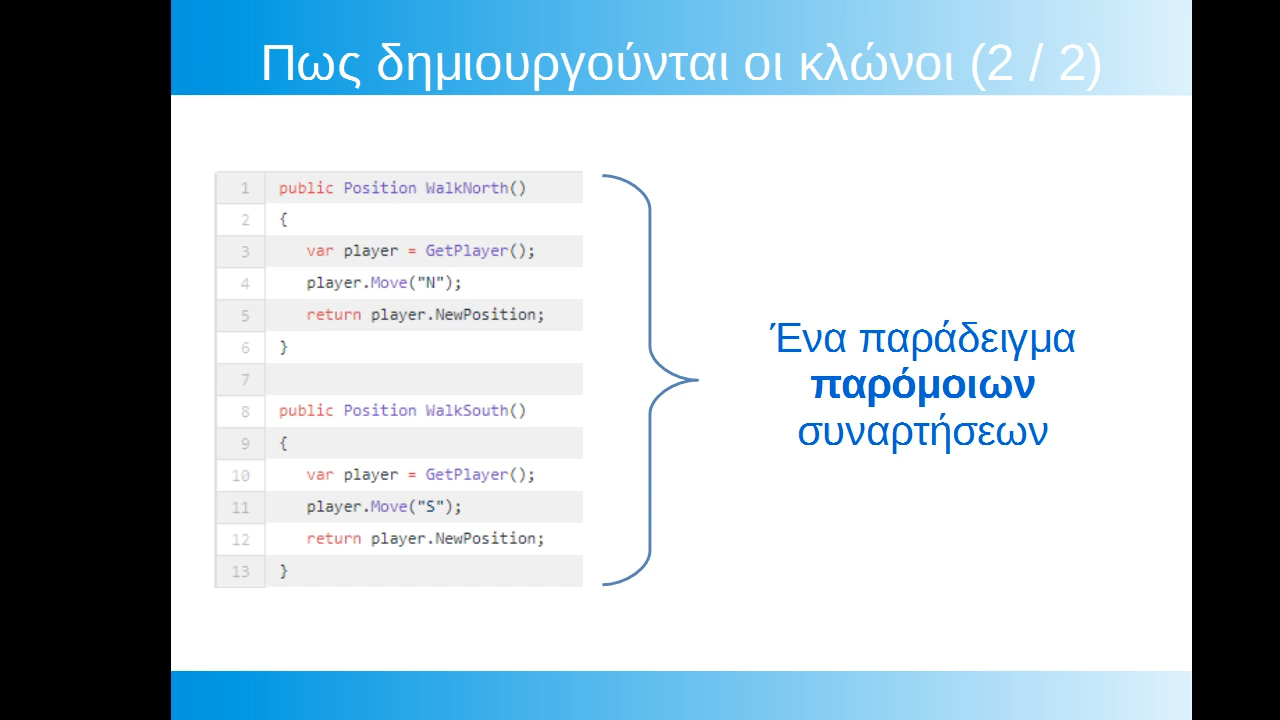 Πως δημιουργούνται οι κλώνοι (2 / 2)
1 public Position WalkNorth()
2 {
3 var player = GetPlayer();
4 player.Move("N");
5 return player.NewPosition;
6 }
7
8 public Position WalkSouth()
9 {
10 var player = GetPlayer();
11 player.Move("S");
12 return player.NewPosition;
13 }
Ένα παράδειγμα
παρόμοιων
συναρτήσεων